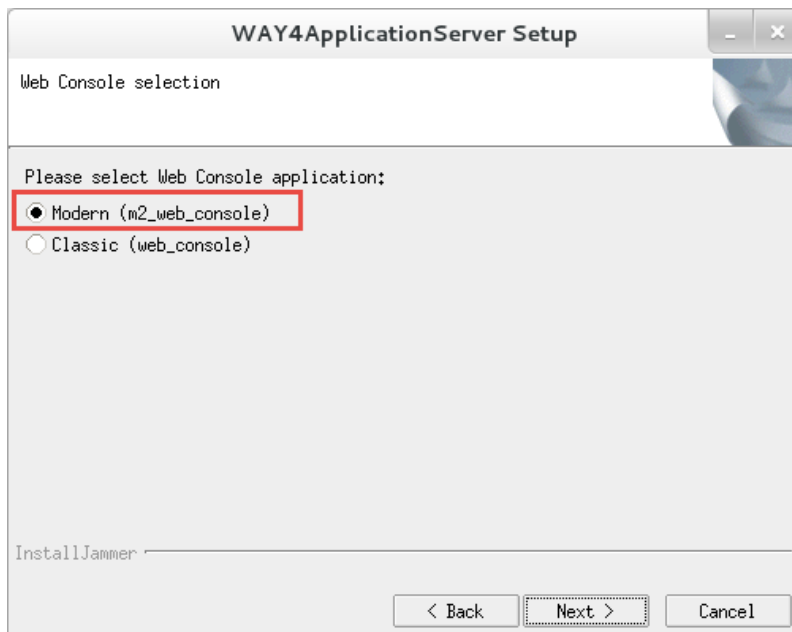 WAY4ApplicationServer Setup
Web Console selection
Please select Web Console application:
Modern (m2_web_console)
Classic (web_console)
InstallJammer
< Back Next > Cancel